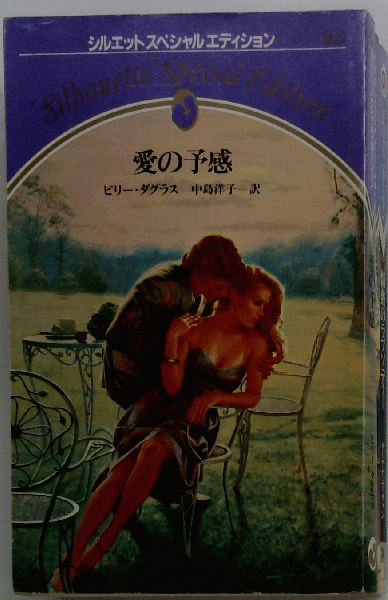 シルエットスペシャルエディション
Silhouette Special Edition
愛の予感
ビリー・ダグラス 中島洋子 訳